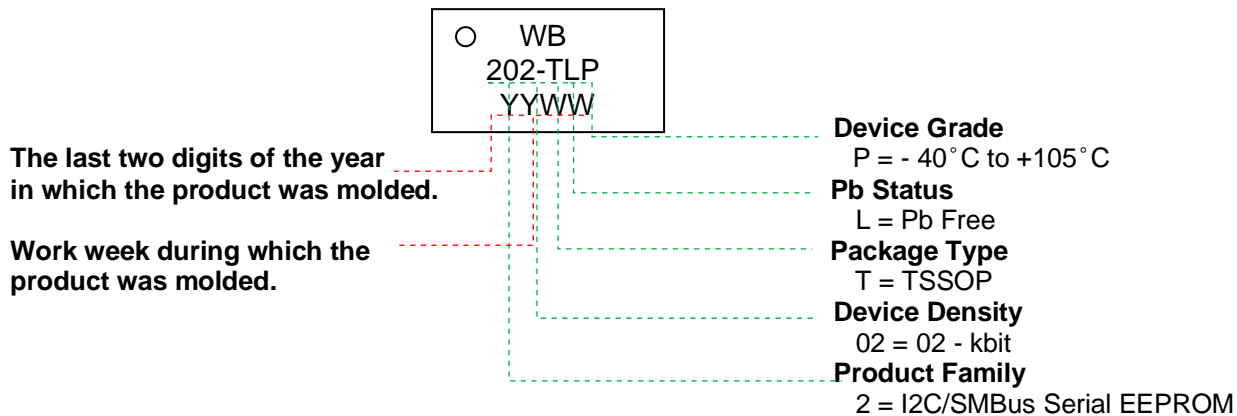 WB
202-TLP
YYWW
The last two digits of the year
in which the product was molded.
Work week during which the
product was molded.
Device Grade
P = - 40°C to +105°C
Pb Status
L = Pb Free
Package Type
T = TSSOP
Device Density
02 = 02 - kbit
Product Family
2 = I2C/SMBus Serial EEPROM